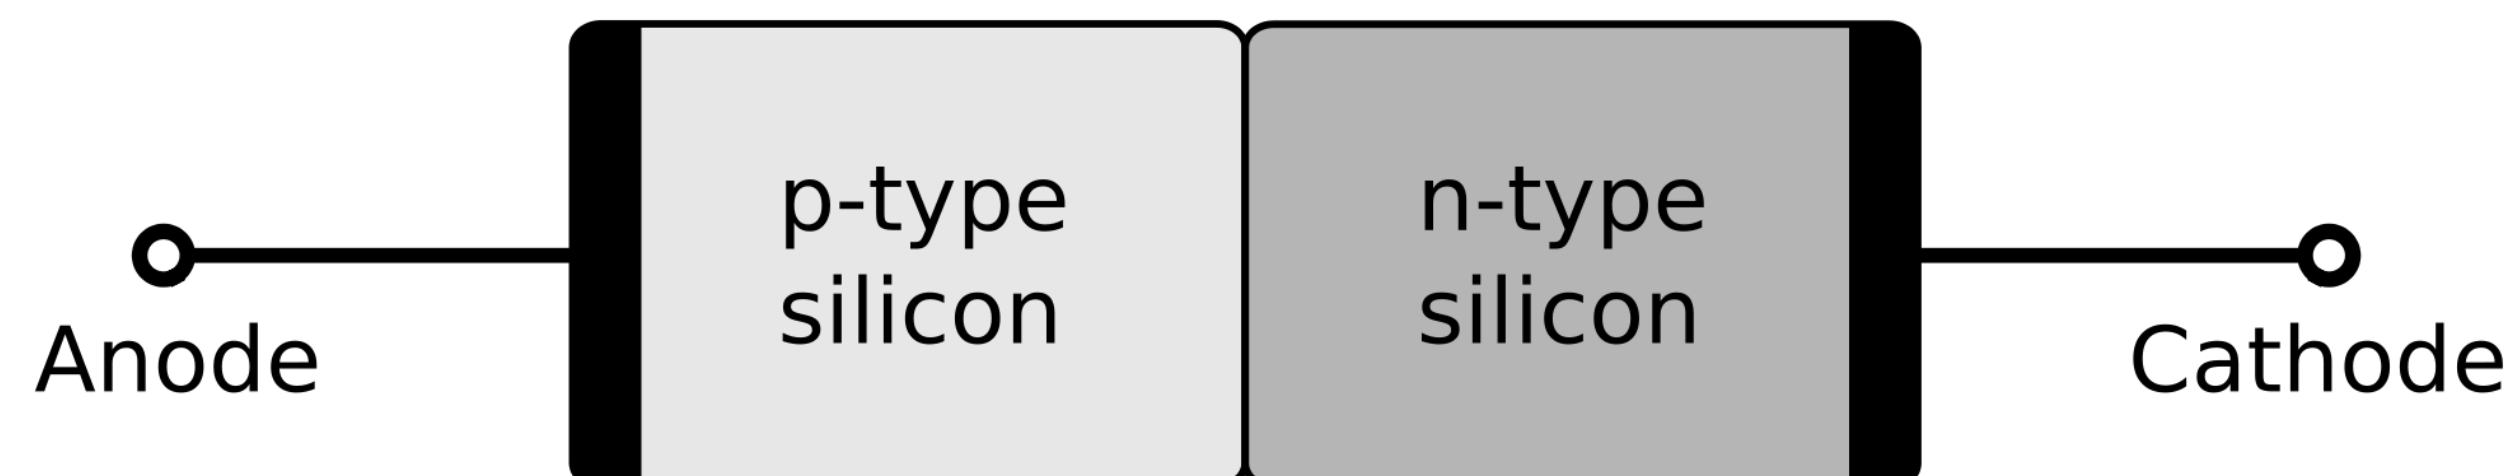 p-type
silicon
n-type
silicon
Anode
Cathode